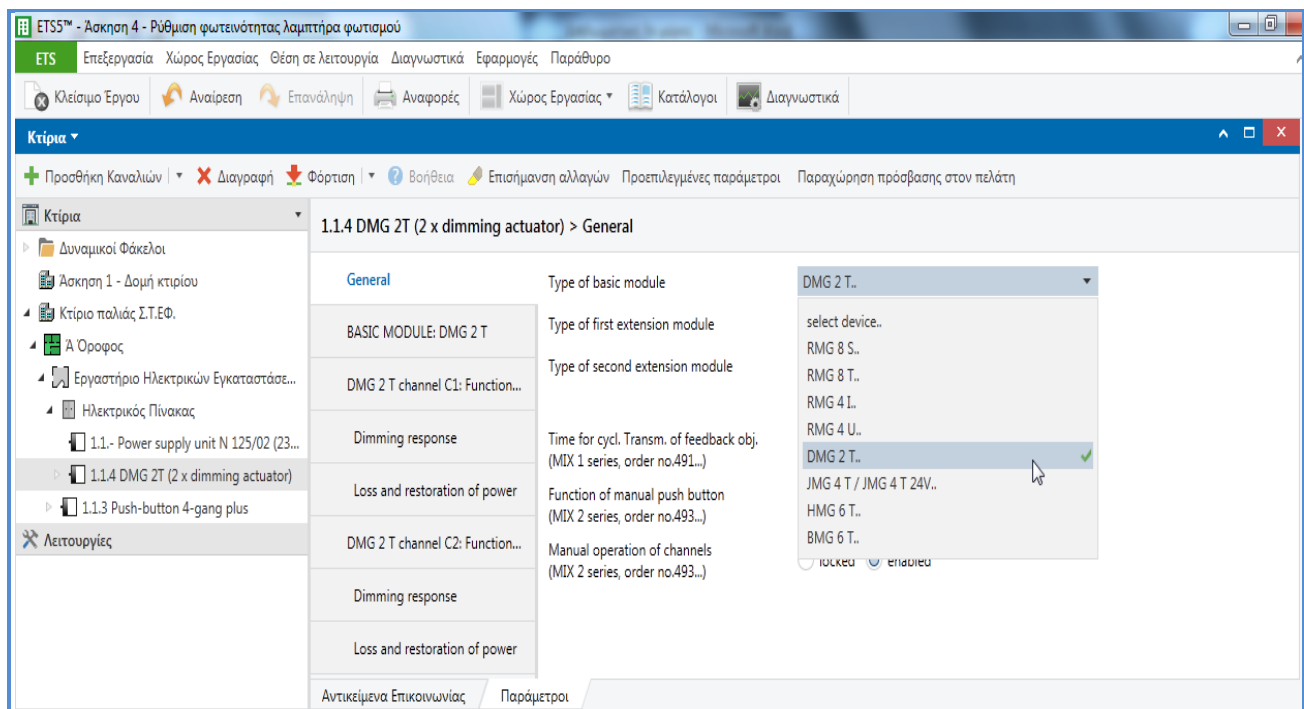 ETS5™ - Άσκηση 4 - Ρύθμιση φωτεινότητας λαμπτήρα φωτισμού
ETS Επεξεργασία Χώρος Εργασίας Θέση σε λειτουργία Διαγνωστικά Εφαρμογές Παράθυρο
Κλείσιμο Έργου Αναίρεση Επανάληψη Αναφορές Χώρος Εργασίας Κατάλογοι Διαγνωστικά
Κτίρια
Προσθήκη Καναλιών Διαγραφή Φόρτιση Βοήθεια Επισήμανση αλλαγών Προεπιλεγμένες παράμετροι Παραχώρηση πρόσβασης στον πελάτη
Κτίρια
Δυναμικοί Φάκελοι
Άσκηση 1 - Δομή κτιρίου
Κτίριο παλιάς Σ.Τ.ΕΦ.
Ά Όροφος
Εργαστήριο Ηλεκτρικών Εγκαταστάσε...
Ηλεκτρικός Πίνακας
1.1.- Power supply unit N 125/02 (23...
1.1.4 DMG 2T (2 x dimming actuator)
1.1.3 Push-button 4-gang plus
Λειτουργίες
1.1.4 DMG 2T (2 x dimming actuator) > General
General
BASIC MODULE: DMG 2 T
DMG 2 T channel C1: Function...
Dimming response
Loss and restoration of power
DMG 2 T channel C2: Function...
Dimming response
Loss and restoration of power
Type of basic module
Type of first extension module
Type of second extension module
Time for cycl. Transm. of feedback obj.
(MIX 1 series, order no.491...)
Function of manual push button
(MIX 2 series, order no.493...)
Manual operation of channels
(MIX 2 series, order no.493...)
DMG 2 T..
select device..
RMG 8 S..
RMG 8 T..
RMG 4 I..
RMG 4 U..
DMG 2 T..
JMG 4 T / JMG 4 T 24V..
HMG 6 T..
BMG 6 T..
locked enabled
Αντικείμενα Επικοινωνίας Παράμετροι